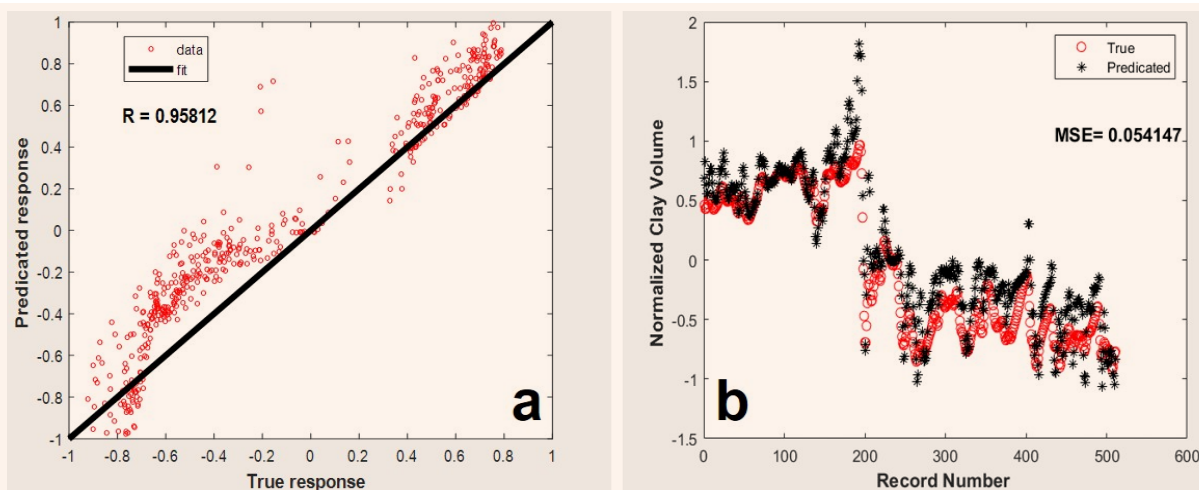 1
0.8
0.6
0.4
0.2
0
-0.2
-0.4
-0.6
-0.8
-1
-1 -0.8 -0.6 -0.4 -0.2 0 0.2 0.4 0.6 0.8 1
Predicated response
True response
data
fit
R = 0.95812
a
2
1.5
1
0.5
0
-0.5
-1
-1.5
0 100 200 300 400 500 600
Normalized Clay Volume
Record Number
True
Predicated
MSE= 0.054147
b